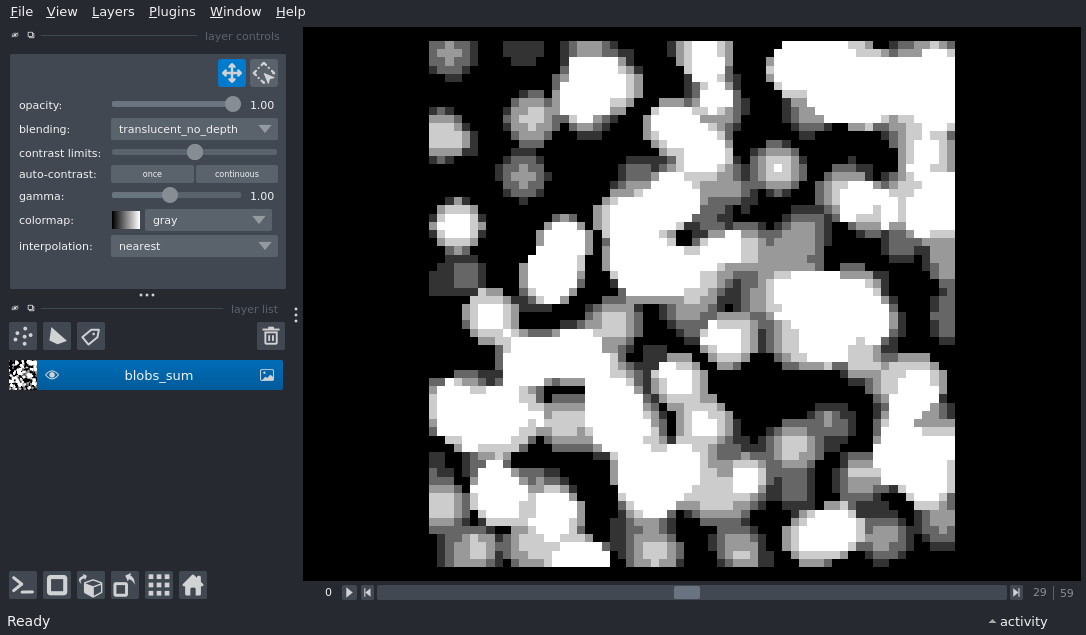 File View Layers Plugins Window Help
layer controls
opacity: 1.00
blending: translucent_no_depth
contrast limits:
auto-contrast: once continuous
gamma: 1.00
colormap: gray
interpolation: nearest
layer list
blobs_sum
0 29 59
Ready activity